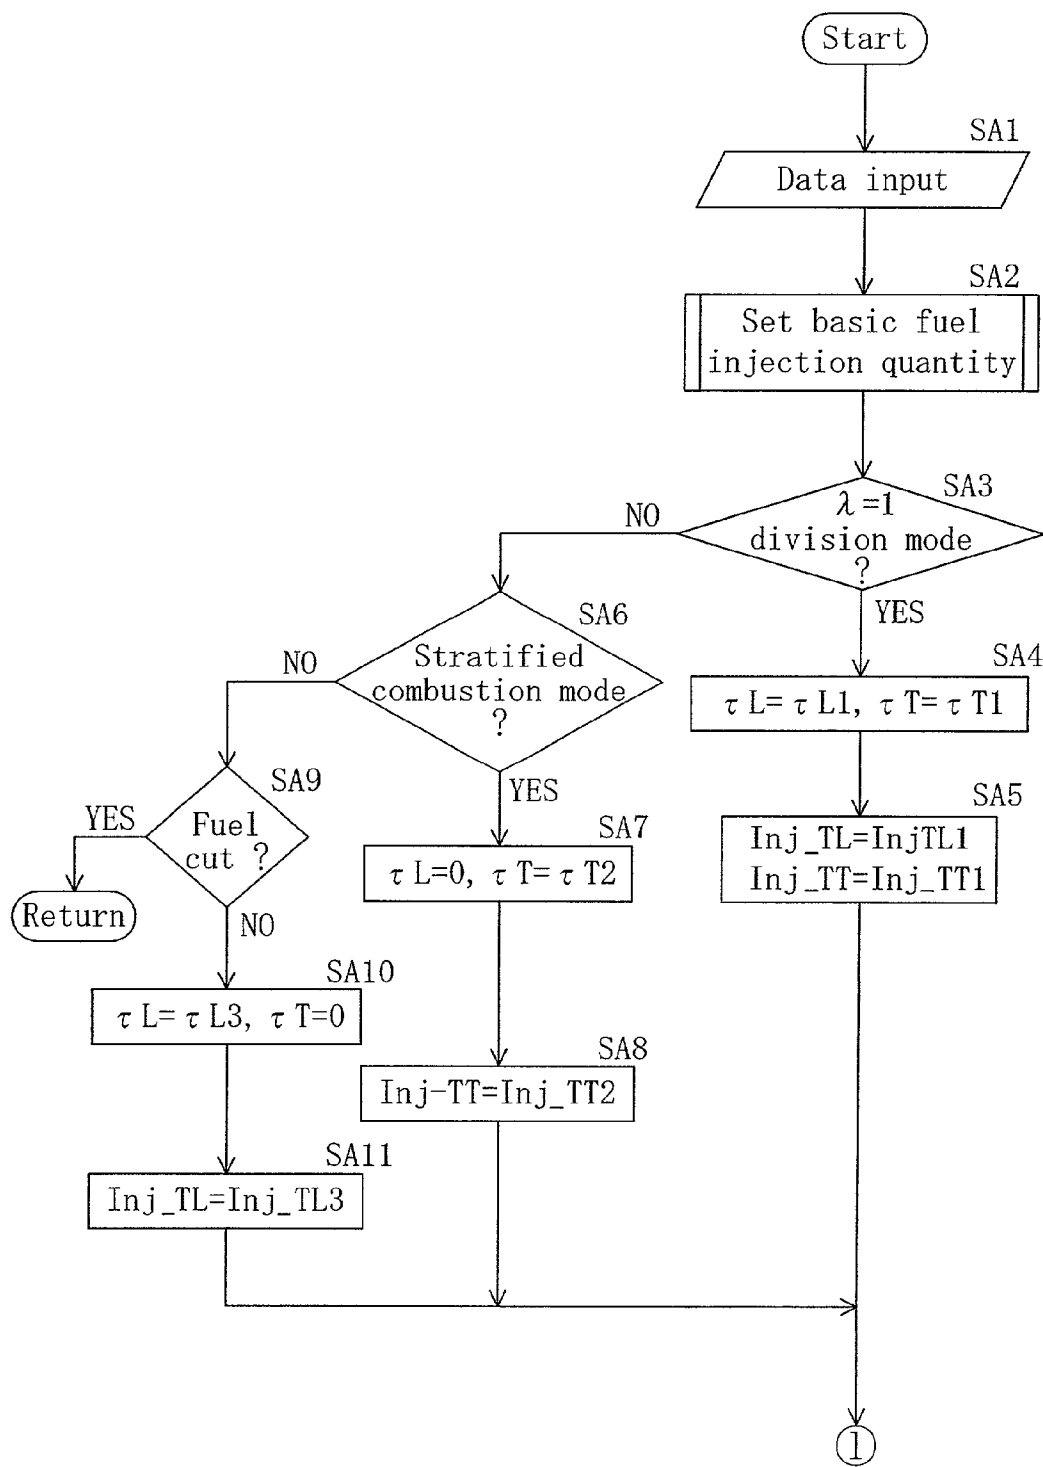 Start
SA1
Data input
SA2
Set basic fuel
injection quantity
SA3
λ=1
division mode
?
NO
YES
SA4
τL=τL1, τT=τT1
SA5
Inj_TL=InjTL1
Inj_TT=Inj_TT1
SA6
Stratified
combustion mode
?
NO
YES
SA7
τL=0, τT=τT2
SA8
Inj-TT=Inj_TT2
SA9
Fuel
cut ?
YES
Return
NO
SA10
τL=τL3, τT=0
SA11
Inj_TL=Inj_TL3
1